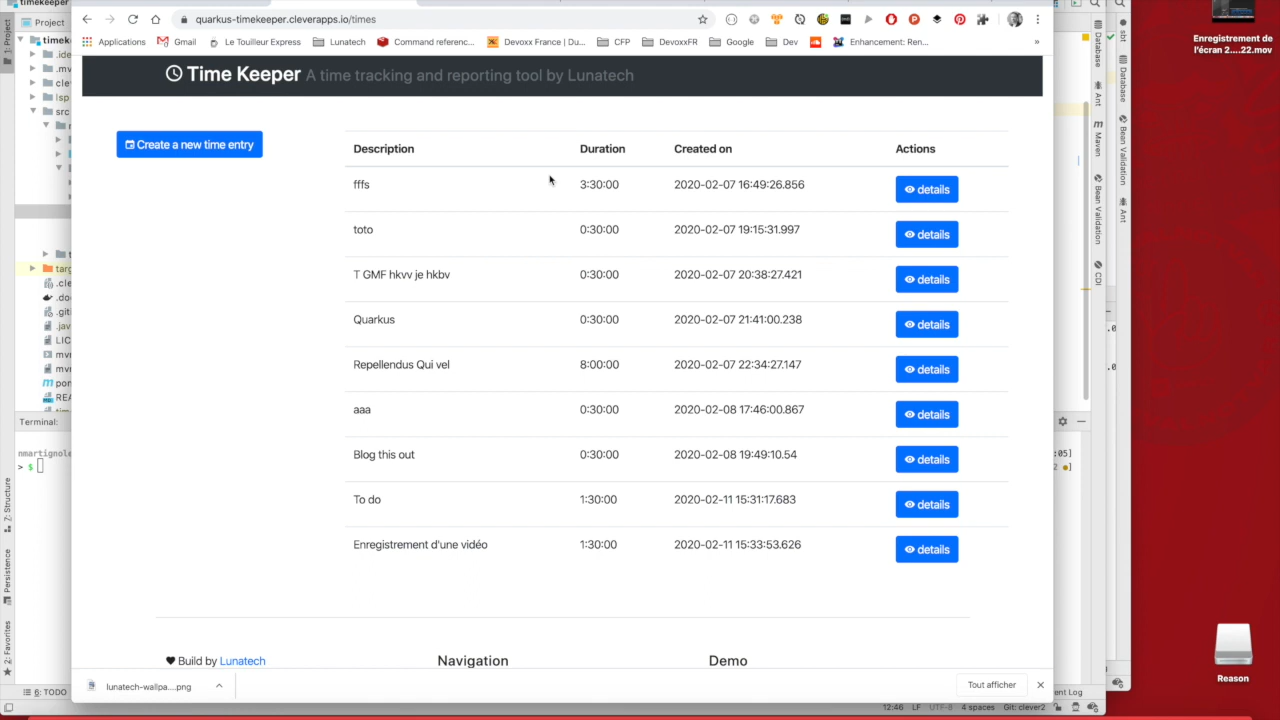 timekeeper
Project
quarkus-timekeeper.cleverapps.io/times
Applications
Gmail
Le Touilleur Express
Lunatech
Command referenc...
Devoxx France | Du...
CFP
Dev
Enhancement: Ren...
»
Enregistrement de
l'écran 2....22.mov
Time Keeper A time tracking and reporting tool by Lunatech
Create a new time entry
Description Duration Created on Actions
fffs 3:30:00 2020-02-07 16:49:26.856 details
toto 0:30:00 2020-02-07 19:15:31.997 details
T GMF hkvv je hkbv 0:30:00 2020-02-07 20:38:27.421 details
Quarkus 0:30:00 2020-02-07 21:41:00.238 details
Repellendus Qui vel 8:00:00 2020-02-07 22:34:27.147 details
aaa 0:30:00 2020-02-08 17:46:00.867 details
Blog this out 0:30:00 2020-02-08 19:49:10.54 details
To do 1:30:00 2020-02-11 15:31:17.683 details
Enregistrement d'une vidéo 1:30:00 2020-02-11 15:33:53.626 details
Build by Lunatech
Navigation
Demo
lunatech-wallpa....png
Tout afficher
1: Project
7: Structure
Persistence
2: Favorites
Terminal:
nmartignole
> $
6: TODO
Database
Ant
Maven
Bean Validation
CDI
sbt
Database
Bean Validation
Ant
12:46 LF UTF-8 4 spaces Git: clever2
Reason